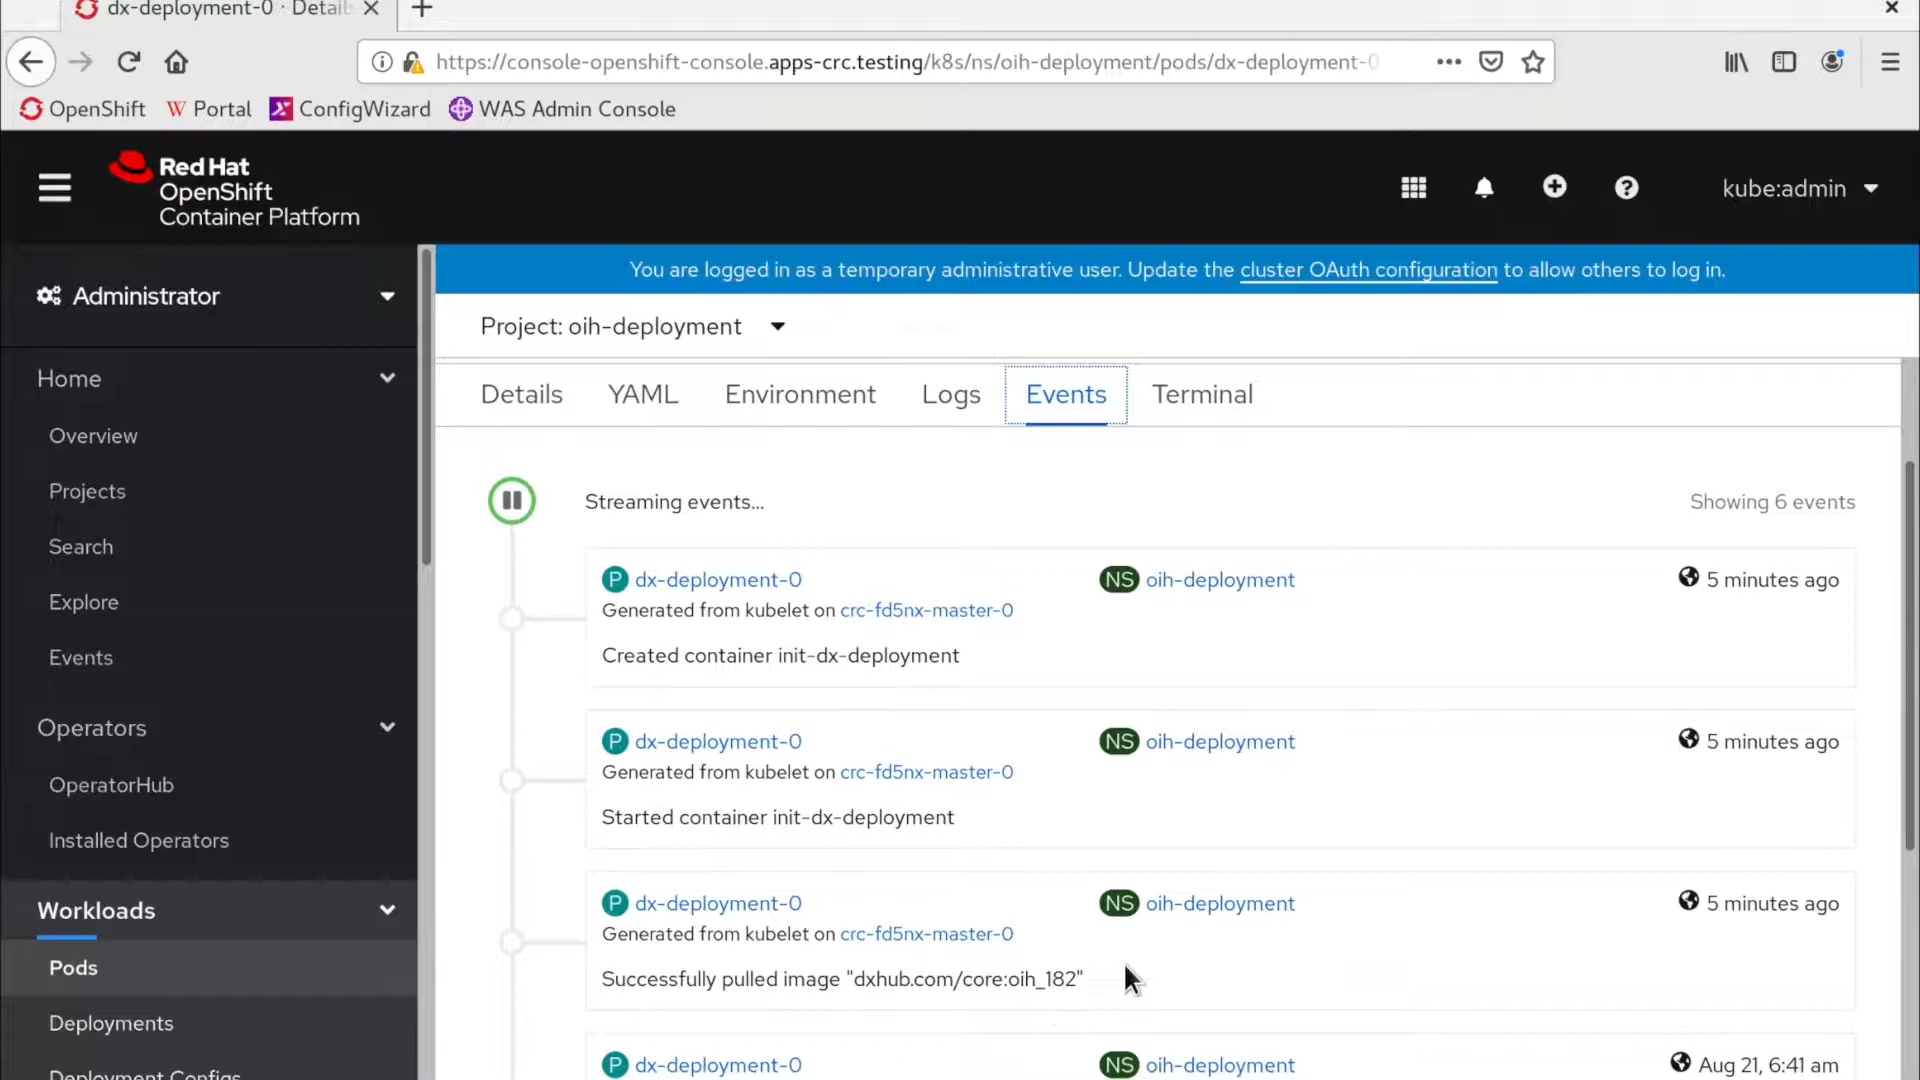 dx-deployment-0 · Detail
https://console-openshift-console.apps-crc.testing/k8s/ns/oih-deployment/pods/dx-deployment-0
OpenShift
Portal
ConfigWizard
WAS Admin Console
Red Hat
OpenShift
Container Platform
kube:admin
Administrator
You are logged in as a temporary administrative user. Update the cluster OAuth configuration to allow others to log in.
Project: oih-deployment
Home
Overview
Projects
Search
Explore
Events
Operators
OperatorHub
Installed Operators
Workloads
Pods
Deployments
Deployment Configs
Details
YAML
Environment
Logs
Events
Terminal
Streaming events...
Showing 6 events
P dx-deployment-0
NS oih-deployment
5 minutes ago
Generated from kubelet on crc-fd5nx-master-0
Created container init-dx-deployment
P dx-deployment-0
NS oih-deployment
5 minutes ago
Generated from kubelet on crc-fd5nx-master-0
Started container init-dx-deployment
P dx-deployment-0
NS oih-deployment
5 minutes ago
Generated from kubelet on crc-fd5nx-master-0
Successfully pulled image "dxhub.com/core:oih_182"
P dx-deployment-0
NS oih-deployment
Aug 21, 6:41 am